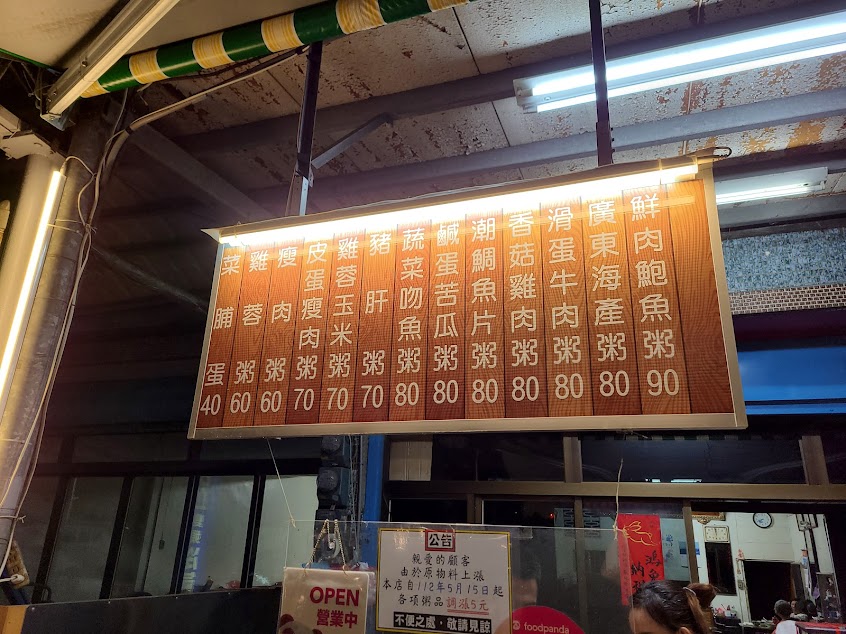 鮮肉鮑魚粥 90
廣東海產粥 80
滑蛋牛肉粥 80
香菇雞肉粥 80
潮鯛魚片粥 80
鹹蛋苦瓜粥 80
蔬菜吻魚粥 80
豬肝粥 70
雞蓉玉米粥 70
皮蛋瘦肉粥 70
瘦肉粥 60
雞蓉粥 60
菜脯蛋 40
公告
親愛的顧客
由於原物料上漲
本店自112年5月15日起
各項粥品調漲5元
不便之處,敬請見諒
OPEN
營業中
foodpanda